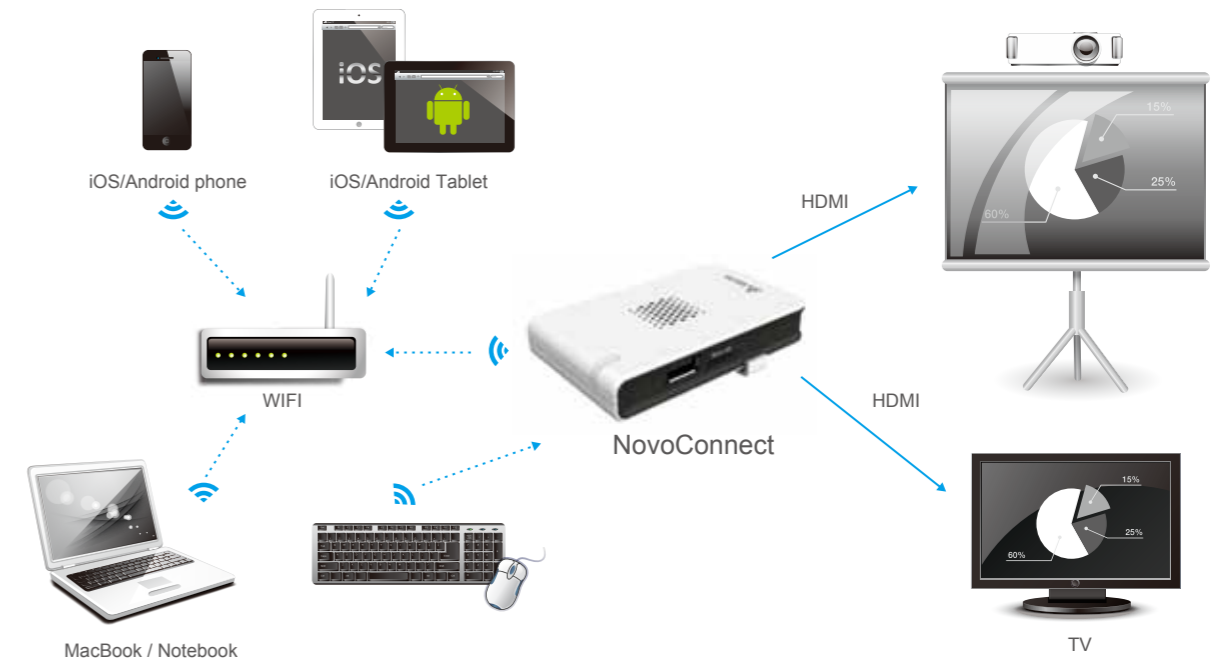 iOS
iOS/Android phone
iOS/Android Tablet
WIFI
MacBook / Notebook
NovoConnect
HDMI
HDMI
15%
25%
60%
15%
25%
60%
TV